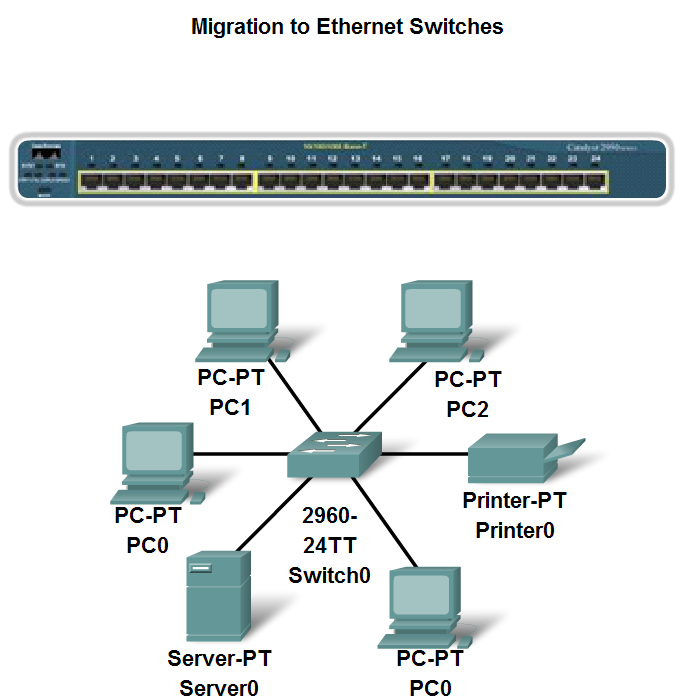 Migration to Ethernet Switches
1 2 3 4 5 6 7 8 9 10 11 12 13 14 15 16 17 18 19 20 21 22 23 24
PC-PT
PC1
PC-PT
PC2
PC-PT
PC0
2960-
24TT
Switch0
Printer-PT
Printer0
Server-PT
Server0
PC-PT
PC0